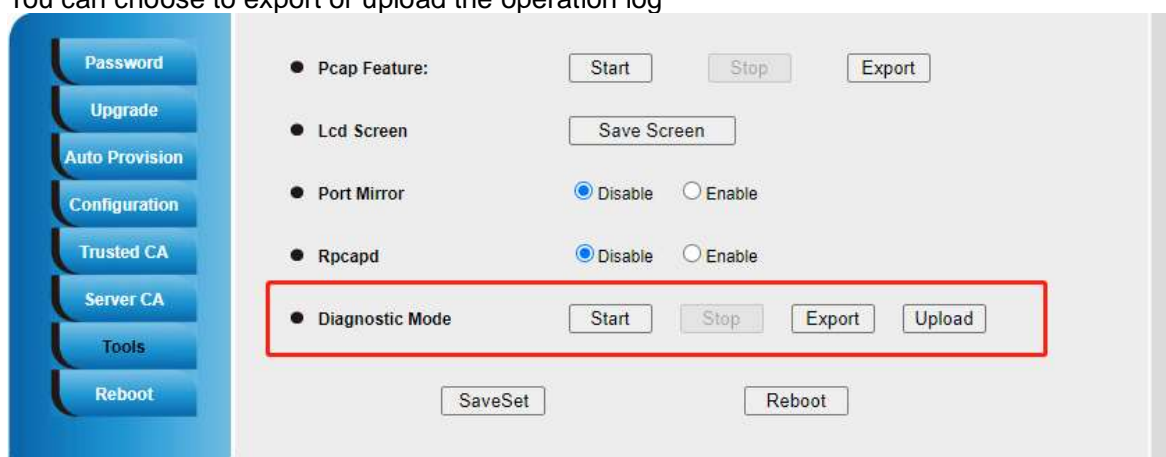 You can choose to export or upload the operation log
Password
Upgrade
Auto Provision
Configuration
Trusted CA
Server CA
Tools
Reboot
Pcap Feature: Start Stop Export
Lcd Screen Save Screen
Port Mirror Disable Enable
Rpcapd Disable Enable
Diagnostic Mode Start Stop Export Upload
SaveSet Reboot